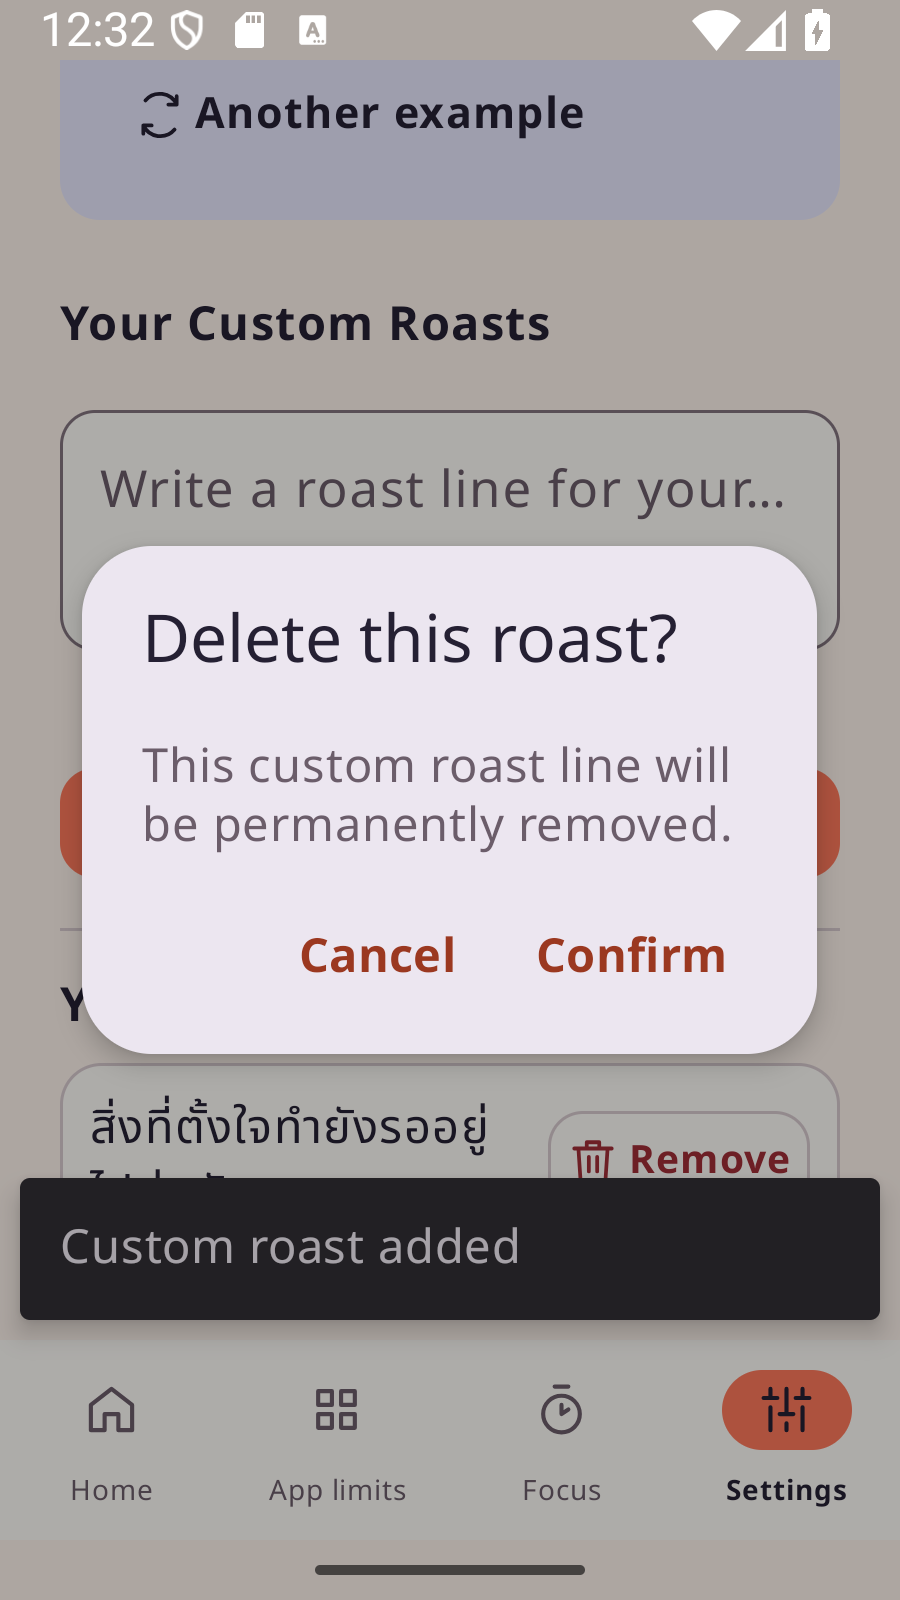 12:32
Another example
Your Custom Roasts
Write a roast line for your...
Delete this roast?
This custom roast line will
be permanently removed.
Cancel
Confirm
สิ่งที่ตั้งใจทำยังรออยู่
Remove
Custom roast added
Home
App limits
Focus
Settings